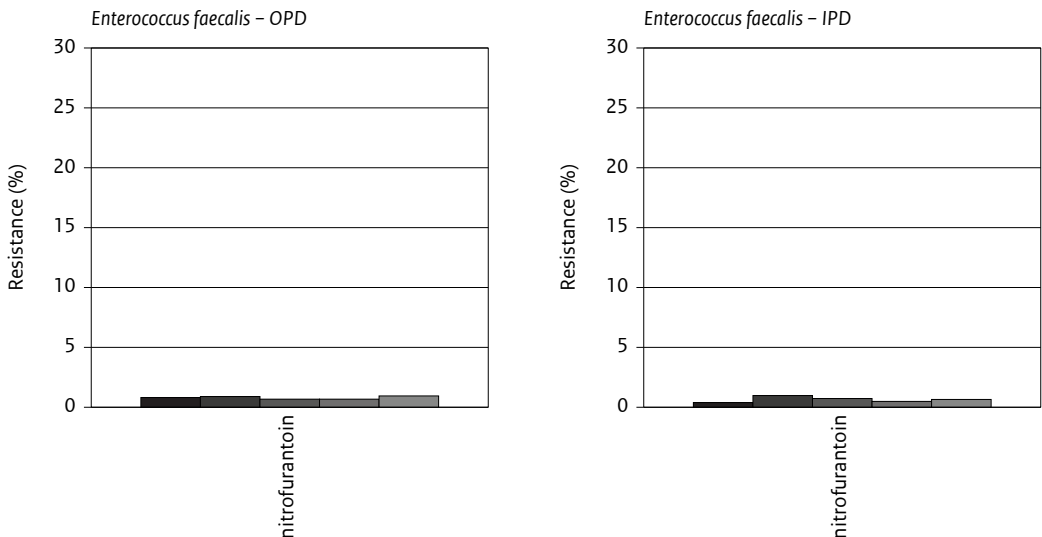 Enterococcus faecalis – OPD
30
25
20
15
10
5
0
Resistance (%)
nitrofurantoin
Enterococcus faecalis – IPD
30
25
20
15
10
5
0
Resistance (%)
nitrofurantoin